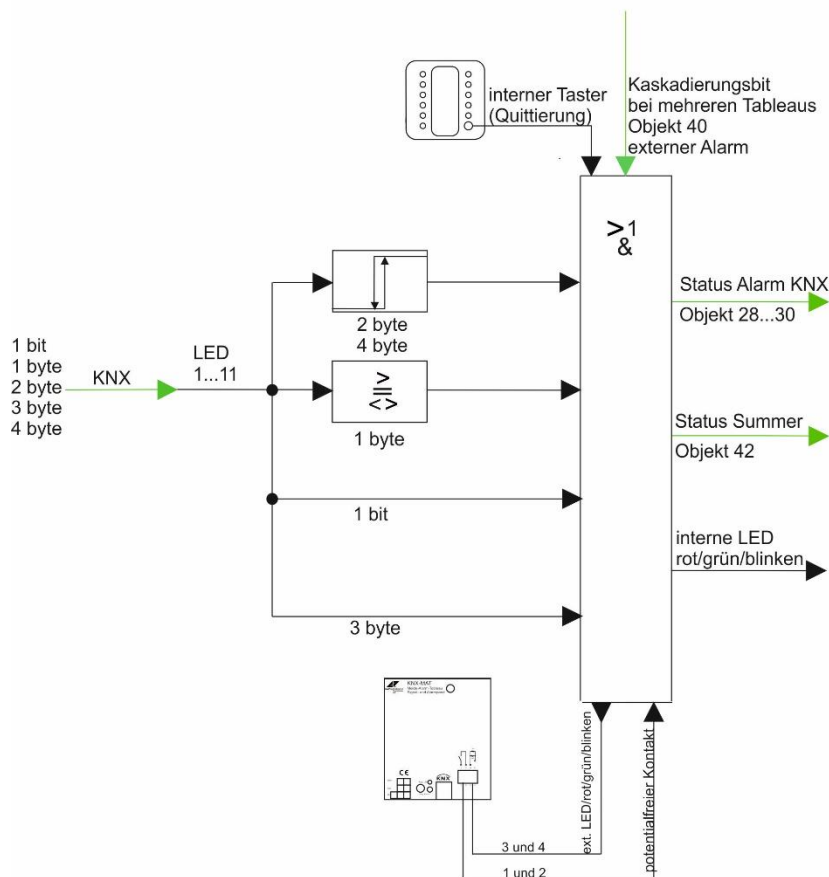 interner Taster
(Quittierung)
Kaskadierungsbit
bei mehreren Tableaus
Objekt 40
externer Alarm
>1
&
Status Alarm KNX
Objekt 28...30
2 byte
4 byte
1 bit
1 byte
2 byte
3 byte
4 byte
KNX
LED
1...11
>
=
< >
1 byte
Status Summer
Objekt 42
1 bit
interne LED
rot/grün/blinken
3 byte
KNX-MAT
CE
KNX
ext. LED/rot/grün/blinken
potentialfreier Kontakt
3 und 4
1 und 2